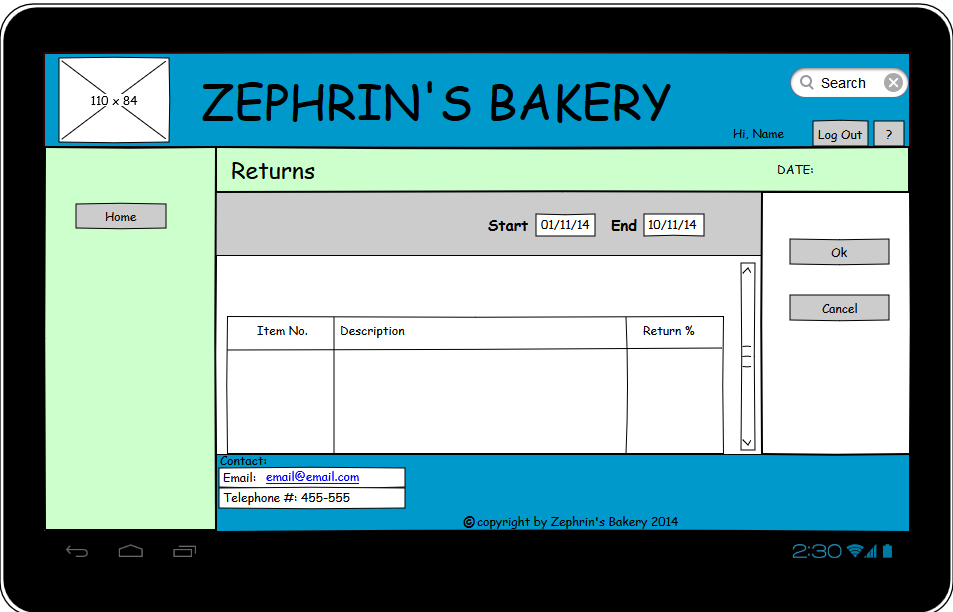 110 x 84
ZEPHRIN'S BAKERY
Search
Hi, Name
Log Out
?
Returns
DATE:
Home
Start 01/11/14 End 10/11/14
Ok
Cancel
Item No. Description Return %
Contact:
Email: email@email.com
Telephone #: 455-555
© copyright by Zephrin's Bakery 2014
2:30